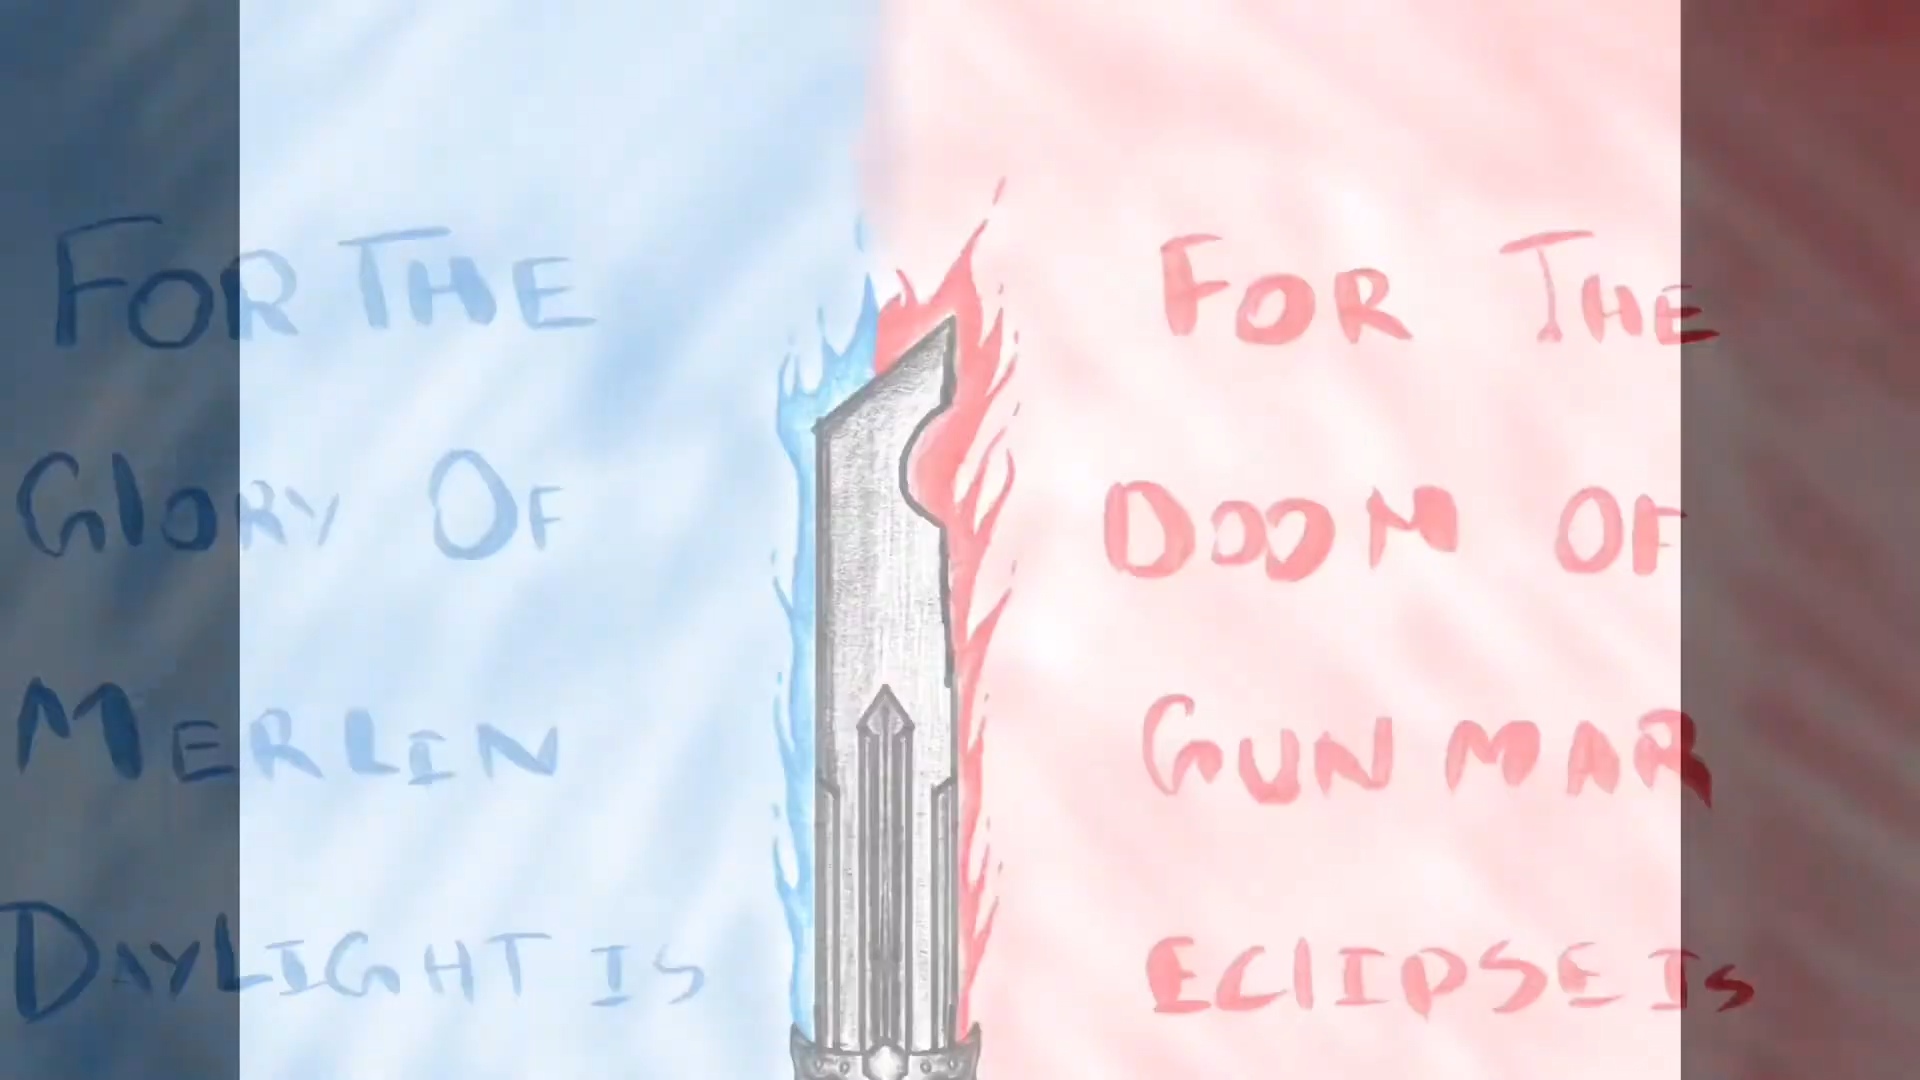 FOR THE
GlORY OF
MERLIN
DAYLIGHT IS
FOR THE
DOOM OF
GUNMAR
EClIPSE Is